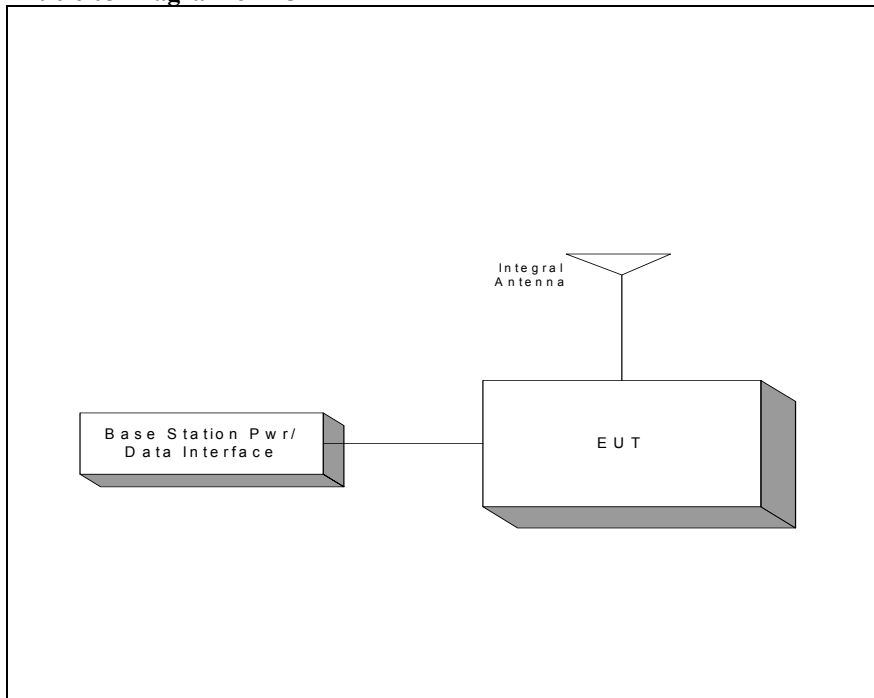 Integral
Antenna
Base Station Pwr/
Data Interface
EUT